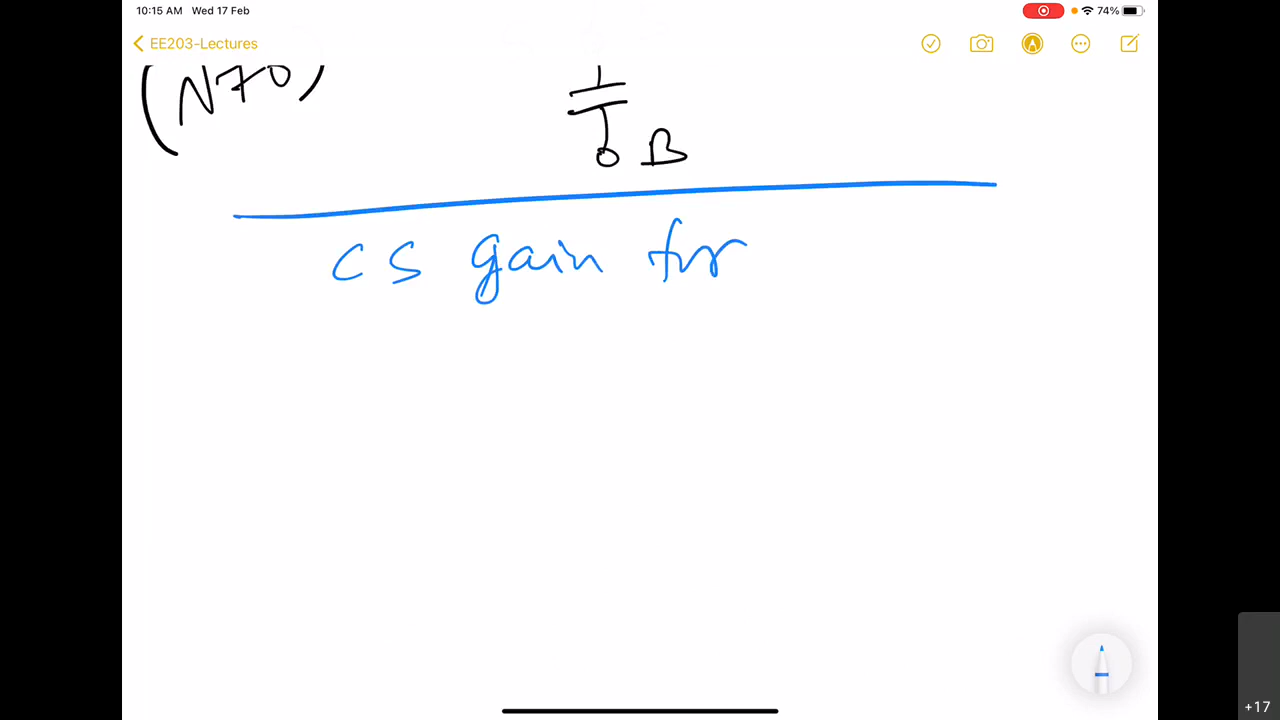 10:15 AM Wed 17 Feb
74%
EE203-Lectures
(N70)
B
CS gain for
+17